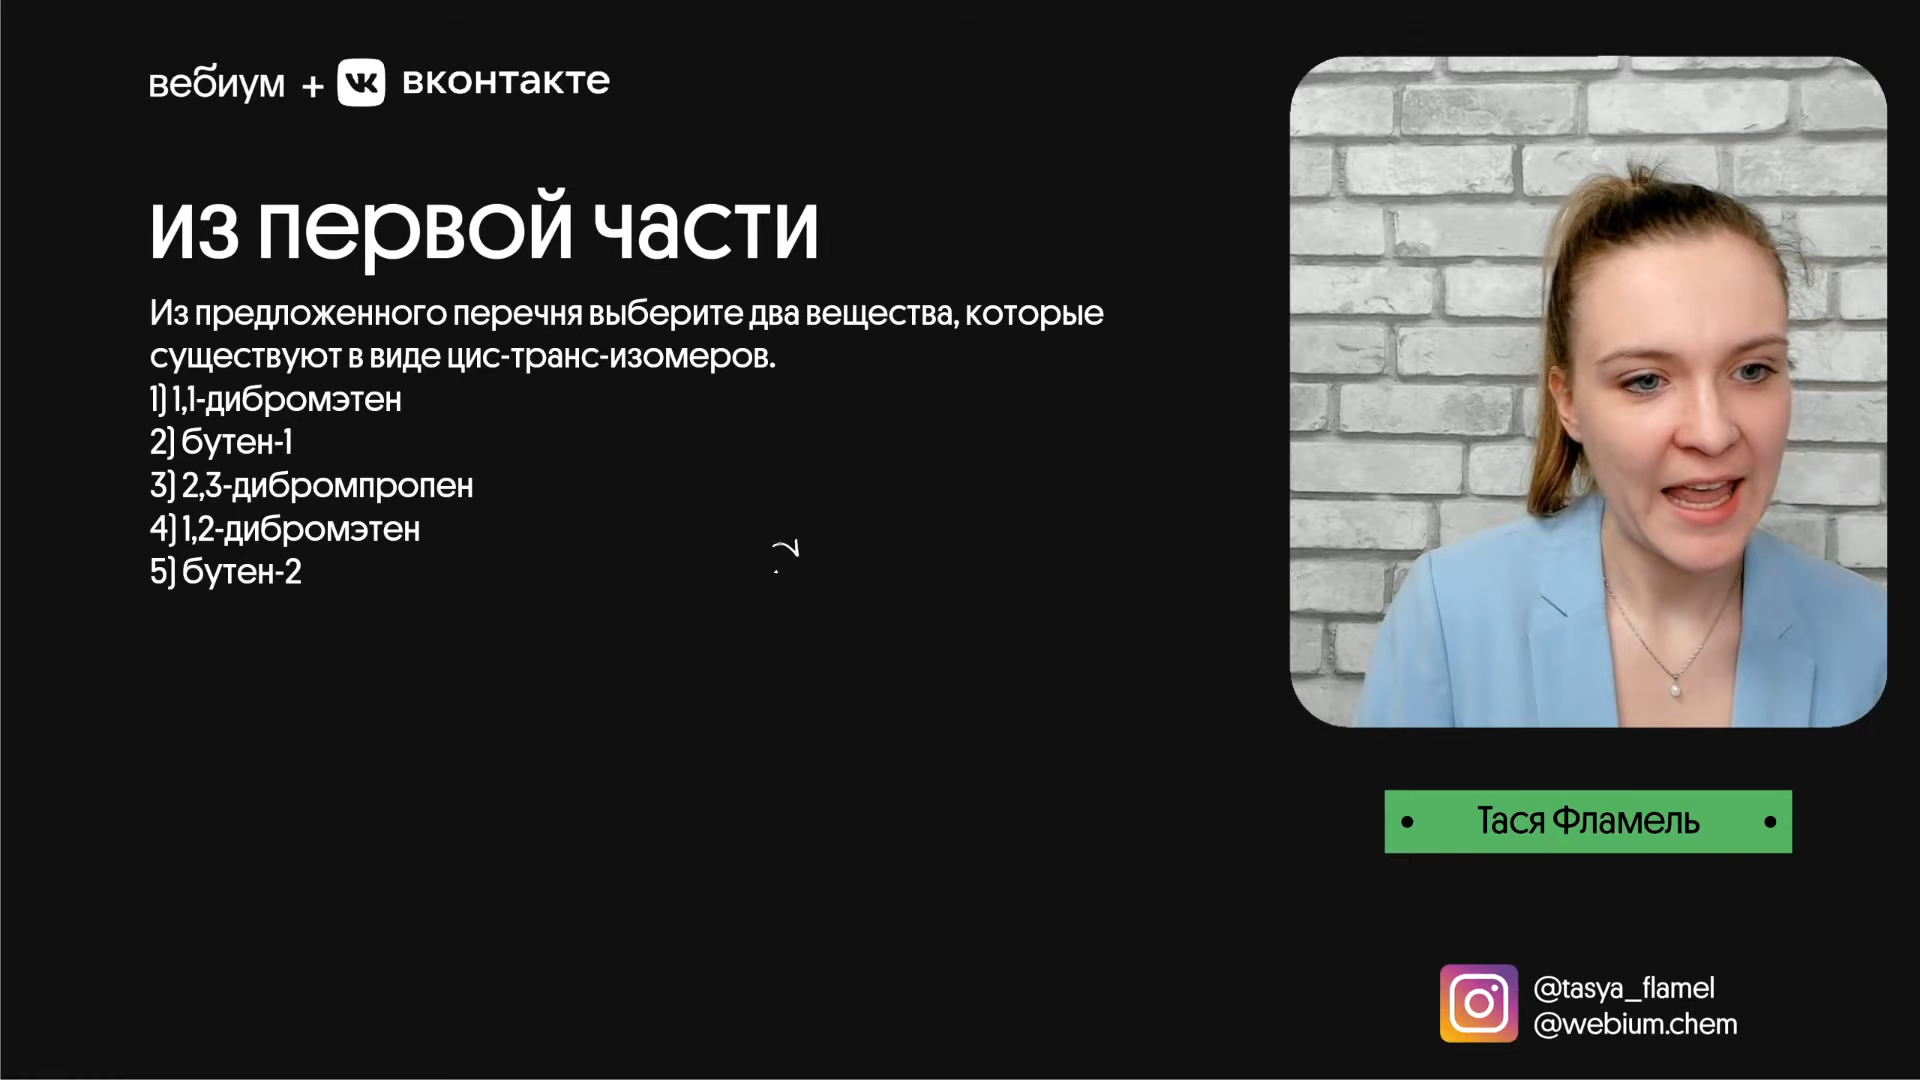 вебиум + вконтакте
из первой части
Из предложенного перечня выберите два вещества, которые
существуют в виде цис-транс-изомеров.
1) 1,1-дибромэтен
2) бутен-1
3) 2,3-дибромпропен
4) 1,2-дибромэтен
5) бутен-2
• Тася Фламель •
@tasya_flamel
@webium.chem